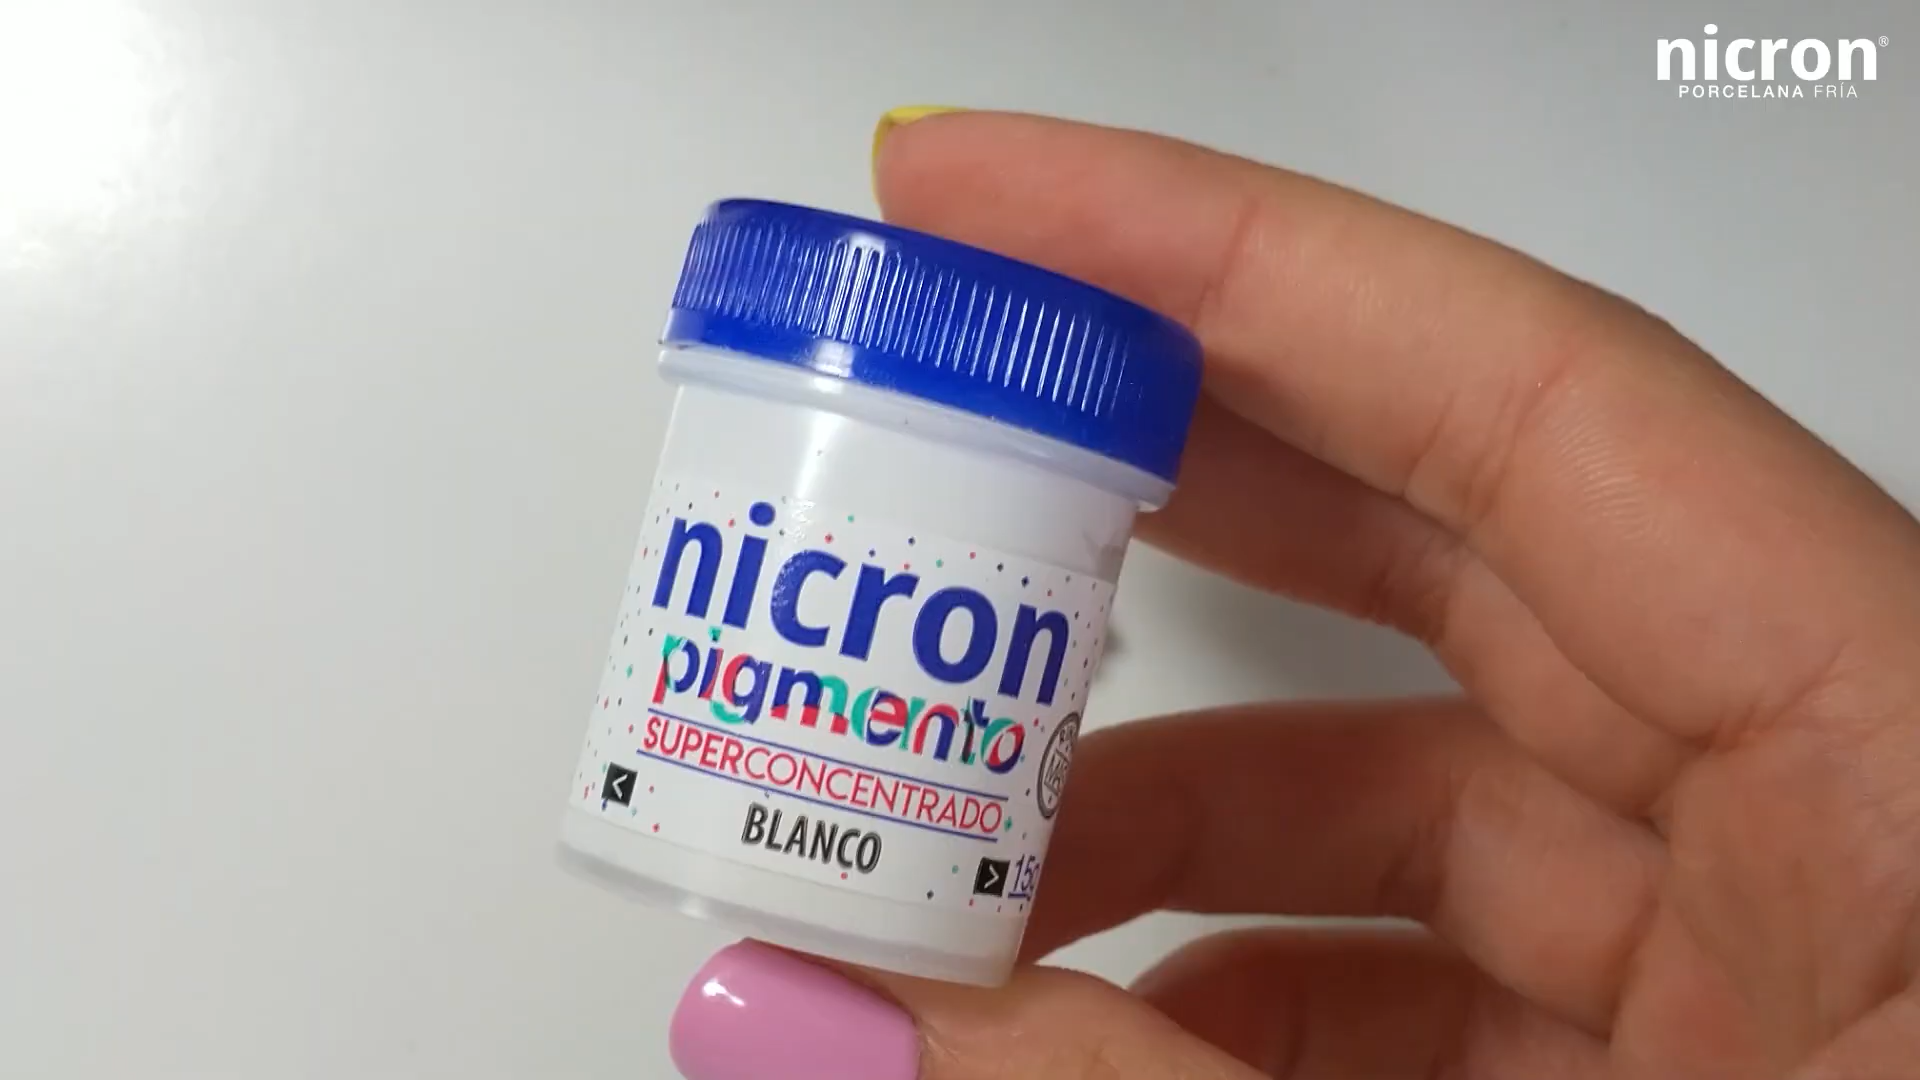 nicron®
PORCELANA FRÍA
nicron
pigmento
SUPERCONCENTRADO
BLANCO
< >